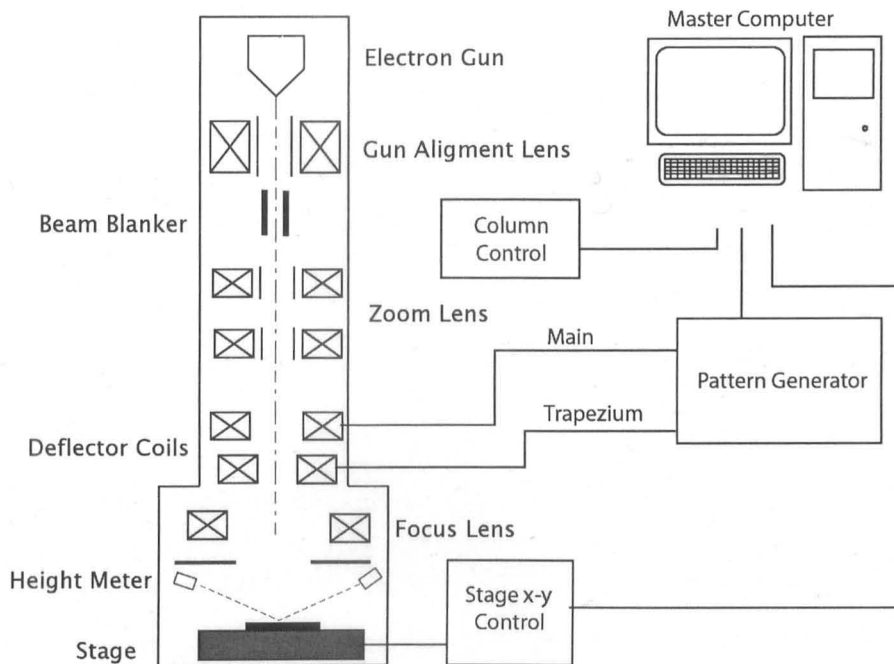 Master Computer
Electron Gun
Gun Aligment Lens
Beam Blanker
Column
Control
Zoom Lens
Main
Pattern Generator
Trapezium
Deflector Coils
Focus Lens
Height Meter
Stage x-y
Control
Stage